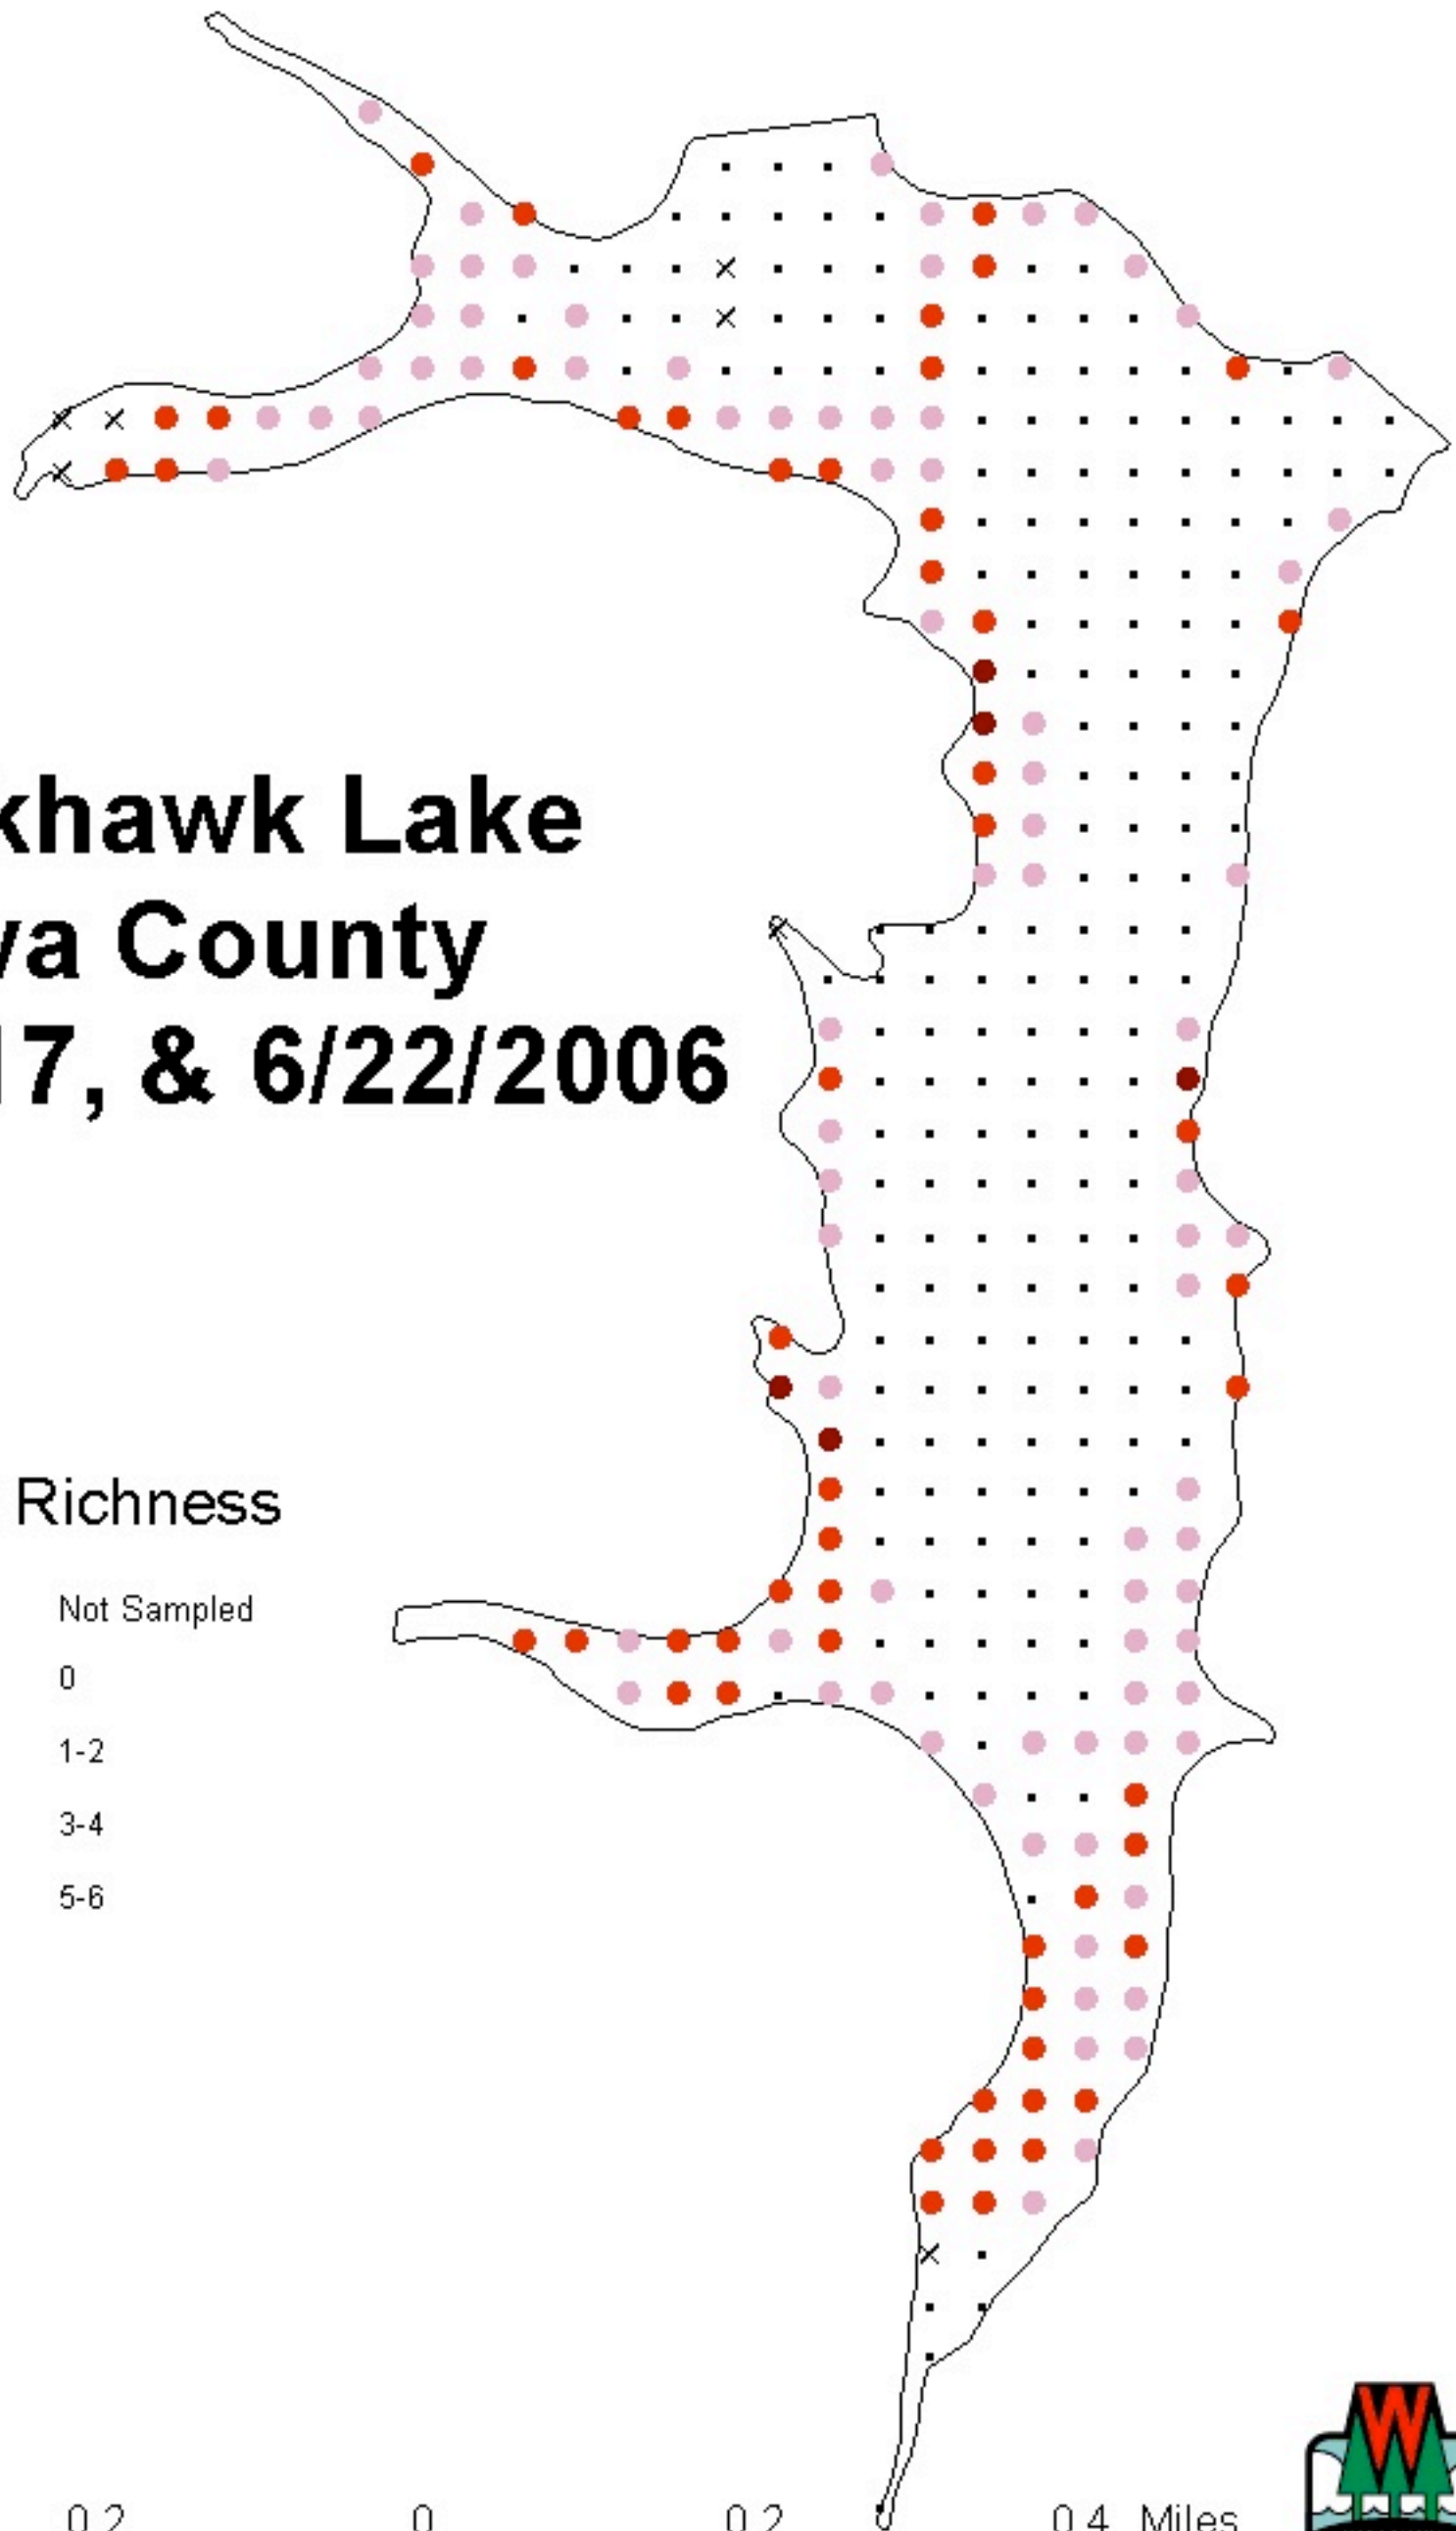 khawk Lake
va County
17, & 6/22/2006
Richness
Not Sampled
0
1-2
3-4
5-6
0.2 0 0.2 0.4 Miles
W